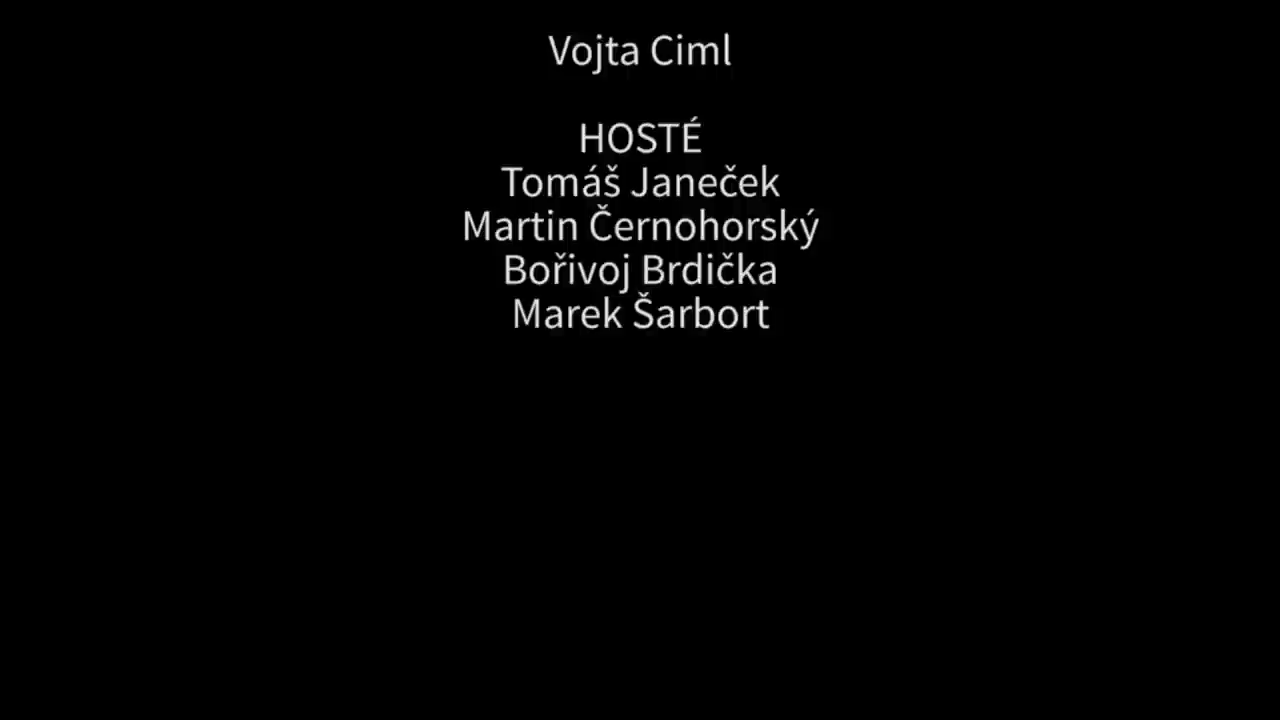 Vojta Ciml
HOSTÉ
Tomáš Janeček
Martin Černohorský
Bořivoj Brdička
Marek Šarbort